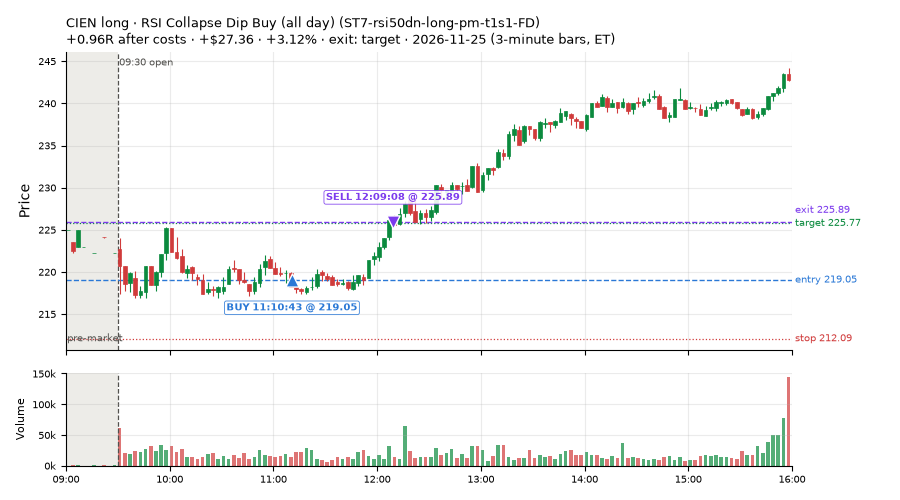 CIEN long · RSI Collapse Dip Buy (all day) (ST7-rsi50dn-long-pm-t1s1-FD)
+0.96R after costs · +$27.36 · +3.12% · exit: target · 2026-11-25 (3-minute bars, ET)
245
09:30 open
240
235
230
SELL 12:09:08 @ 225.89
exit 225.89
225
target 225.77
220
entry 219.05
BUY 11:10:43 @ 219.05
215
pre-market
stop 212.09
Price
150k
100k
50k
0k
Volume
09:00
10:00
11:00
12:00
13:00
14:00
15:00
16:00